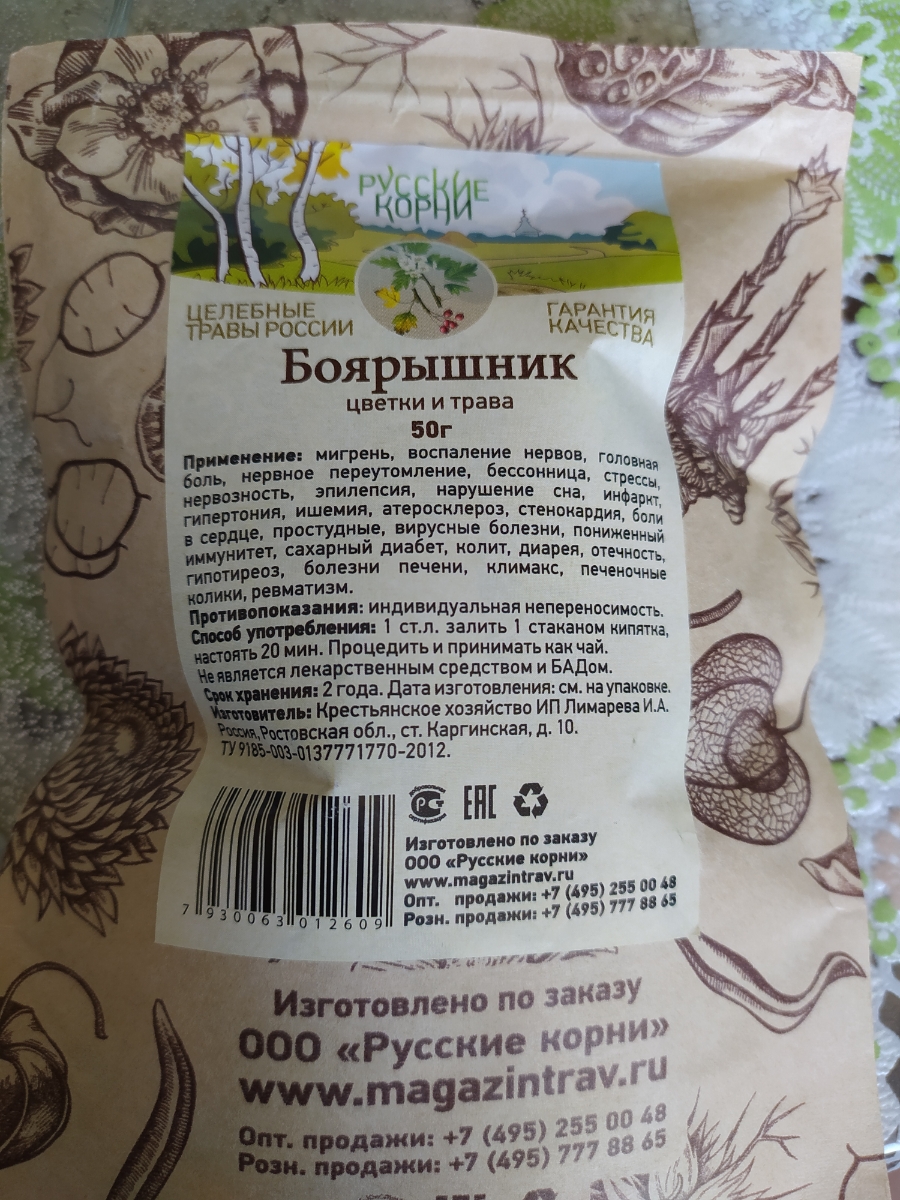 РУССКИЕ
КОРНИ
ЦЕЛЕБНЫЕ
ТРАВЫ РОССИИ
ГАРАНТИЯ
КАЧЕСТВА
Боярышник
цветки и трава
50г
Применение: мигрень, воспаление нервов, головная
боль, нервное переутомление, бессонница, стрессы,
нервозность, эпилепсия, нарушение сна, инфаркт,
гипертония, ишемия, атеросклероз, стенокардия, боли
в сердце, простудные, вирусные болезни, пониженный
иммунитет, сахарный диабет, колит, диарея, отечность,
гипотиреоз, болезни печени, климакс, печеночные
колики, ревматизм.
Противопоказания: индивидуальная непереносимость.
Способ употребления: 1 ст.л. залить 1 стаканом кипятка,
настоять 20 мин. Процедить и принимать как чай.
Не является лекарственным средством и БАДом.
Срок хранения: 2 года. Дата изготовления: см. на упаковке.
Изготовитель: Крестьянское хозяйство ИП Лимарева И.А.
Россия, Ростовская обл., ст. Каргинская, д. 10.
ТУ 9185-003-0137771770-2012.
ЕАС
Изготовлено по заказу
ООО «Русские корни»
www.magazintrav.ru
Опт. продажи: +7 (495) 255 00 48
Розн. продажи: +7 (495) 777 88 65
7 930063 012609
Изготовлено по заказу
ООО «Русские корни»
www.magazintrav.ru
Опт. продажи: +7 (495) 255 00 48
Розн. продажи: +7 (495) 777 88 65